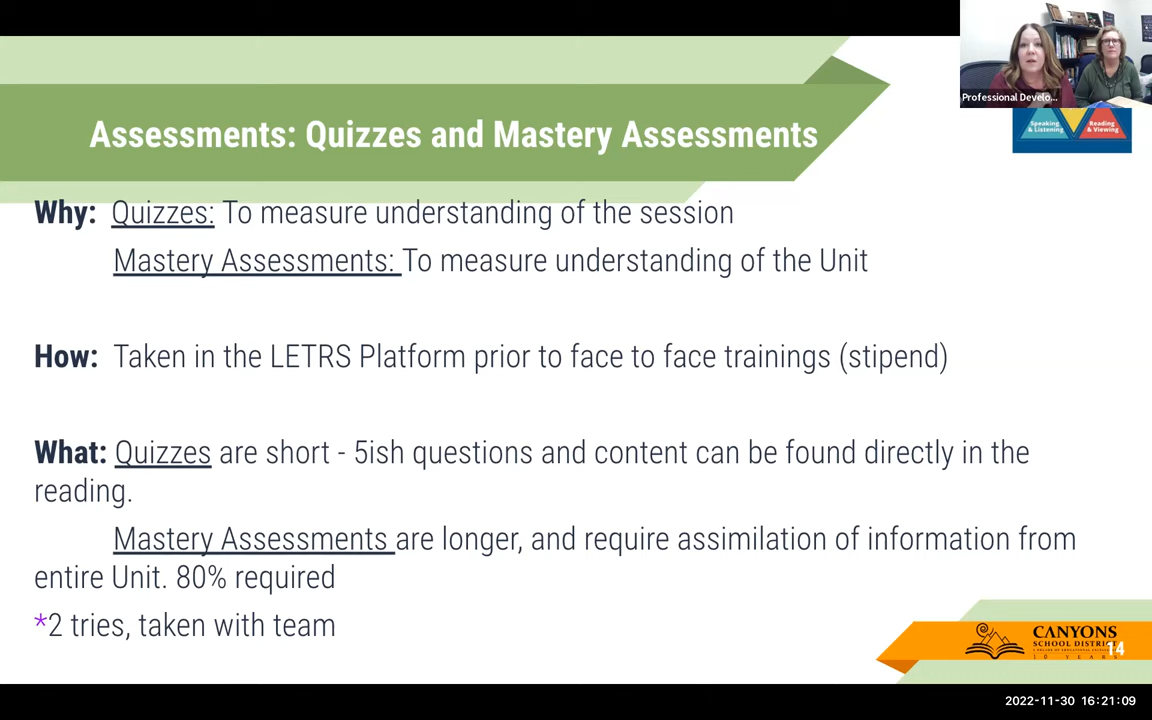 Professional Develo...
Speaking & Listening
Reading & Viewing
Assessments: Quizzes and Mastery Assessments
Why: Quizzes: To measure understanding of the session
Mastery Assessments: To measure understanding of the Unit
How: Taken in the LETRS Platform prior to face to face trainings (stipend)
What: Quizzes are short - 5ish questions and content can be found directly in the
reading.
Mastery Assessments are longer, and require assimilation of information from
entire Unit. 80% required
*2 tries, taken with team
CANYONS
SCHOOL DISTRICT
10 YEARS
14
2022-11-30 16:21:09